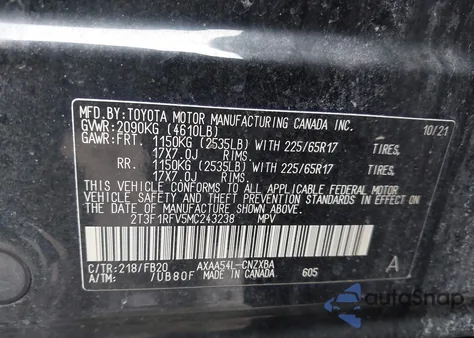 MFD.BY:TOYOTA MOTOR MANUFACTURING CANADA INC.
GVWR:2090KG (4610LB) 10/21
GAWR:FRT. 1150KG (2535LB) WITH 225/65R17 TIRES,
17X7.0J RIMS.
RR. 1150KG (2535LB) WITH 225/65R17 TIRES,
17X7.0J RIMS.
THIS VEHICLE CONFORMS TO ALL APPLICABLE FEDERAL MOTOR
VEHICLE SAFETY AND EMISSIONS STANDARDS IN EFFECT ON THE
DATE OF MANUFACTURE SHOWN ABOVE.
2T3F1RFV5MC243238 MPV
C/TR:218/FB20 AXAA54L-CNZXBA A
A/TM: /UB80F MADE IN CANADA 605
AutoSnap